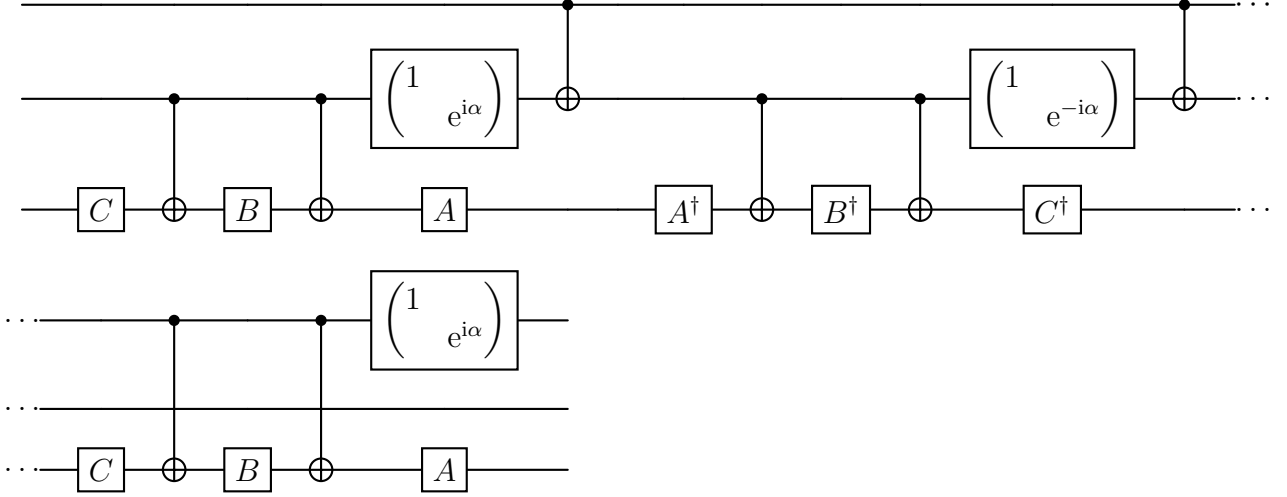 (1 e^{iα}) (1 e^{-iα})
C B A A† B† C†
(1 e^{iα})
C B A